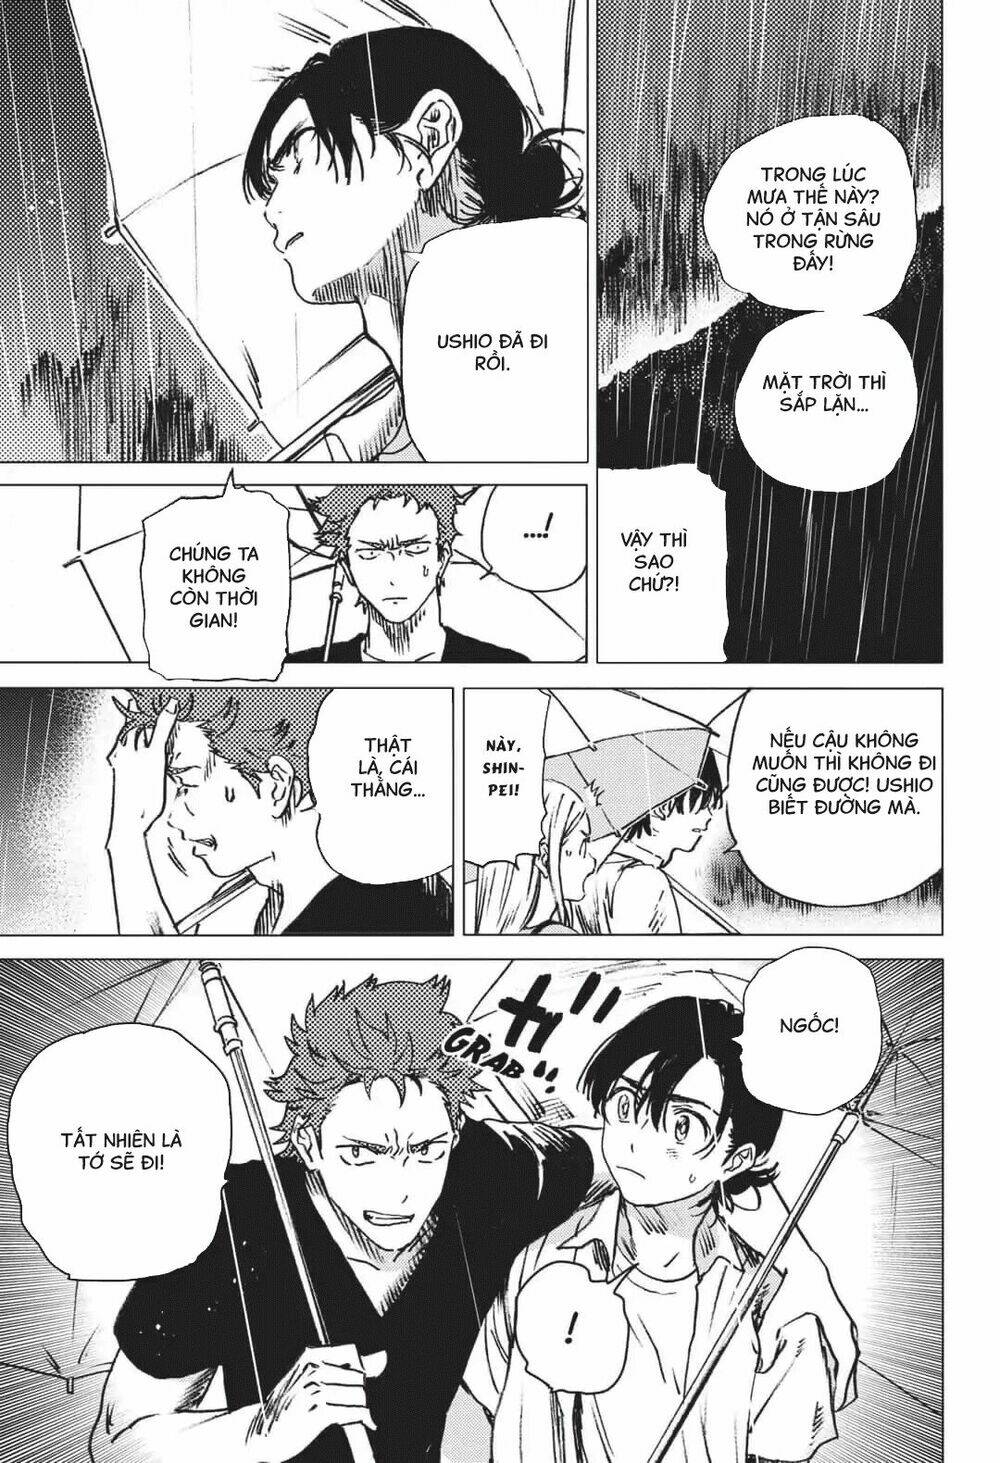 TRONG LÚC
MƯA THẾ NÀY?
NÓ Ở TẬN SÂU
TRONG RỪNG
ĐẤY!
MẶT TRỜI THÌ
SẮP LẶN...
VẬY THÌ
SAO
CHỨ?!
USHIO ĐÃ ĐI
RỒI.
....!
CHÚNG TA
KHÔNG
CÒN THỜI
GIAN!
NẾU CẬU KHÔNG
MUỐN THÌ KHÔNG ĐI
CŨNG ĐƯỢC! USHIO
BIẾT ĐƯỜNG MÀ.
NÀY,
SHIN-
PEI!
THẬT
LÀ, CÁI
THẰNG...
NGỐC!
GRAB
TẤT NHIÊN LÀ
TỚ SẼ ĐI!
!